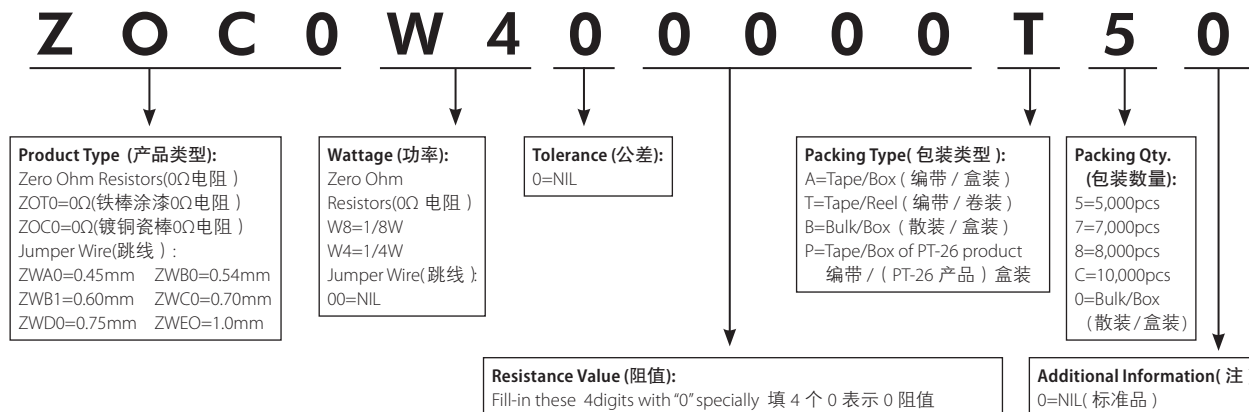 Z O C 0 W 4 0 0 0 0 0 T 5 0
Product Type (产品类型):
Zero Ohm Resistors(0Ω电阻)
ZOT0=0Ω(铁棒涂漆0Ω电阻)
ZOC0=0Ω(镀铜瓷棒0Ω电阻)
Jumper Wire(跳线):
ZWA0=0.45mm ZWB0=0.54mm
ZWB1=0.60mm ZWC0=0.70mm
ZWD0=0.75mm ZWEO=1.0mm
Wattage (功率):
Zero Ohm
Resistors(0Ω 电阻)
W8=1/8W
W4=1/4W
Jumper Wire(跳线):
00=NIL
Tolerance (公差):
0=NIL
Packing Type( 包装类型 ):
A=Tape/Box ( 编带 / 盒装 )
T=Tape/Reel ( 编带 / 卷装 )
B=Bulk/Box ( 散装 / 盒装 )
P=Tape/Box of PT-26 product
编带 / ( PT-26 产品 ) 盒装
Packing Qty.
(包装数量):
5=5,000pcs
7=7,000pcs
8=8,000pcs
C=10,000pcs
0=Bulk/Box
(散装/盒装)
Resistance Value (阻值):
Fill-in these 4digits with “0” specially 填 4 个 0 表示 0 阻值
Additional Information( 注
0=NIL( 标准品 )